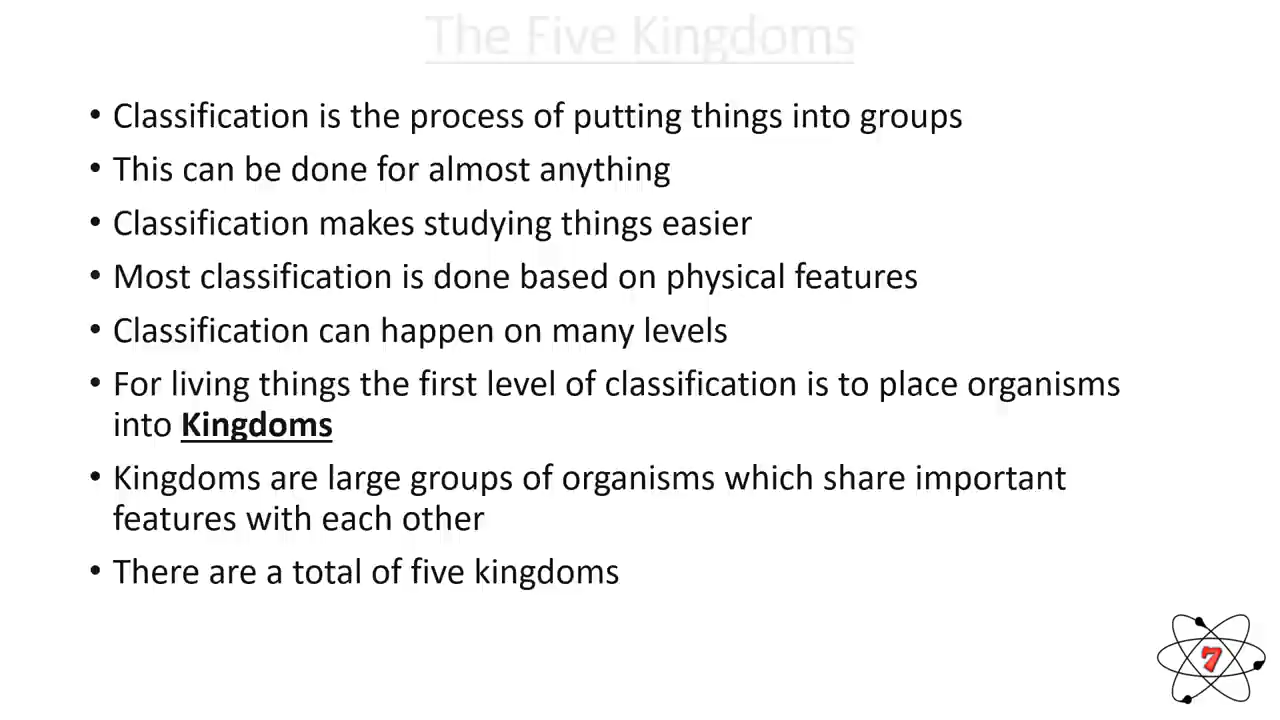 The Five Kingdoms
• Classification is the process of putting things into groups
• This can be done for almost anything
• Classification makes studying things easier
• Most classification is done based on physical features
• Classification can happen on many levels
• For living things the first level of classification is to place organisms
into Kingdoms
• Kingdoms are large groups of organisms which share important
features with each other
• There are a total of five kingdoms
7